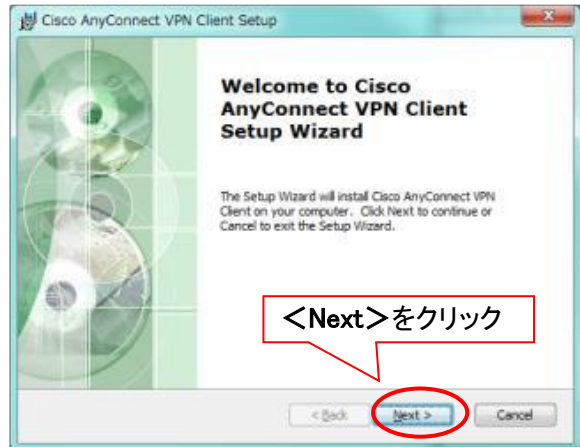 Cisco AnyConnect VPN Client Setup
Welcome to Cisco
AnyConnect VPN Client
Setup Wizard
The Setup Wizard will install Cisco AnyConnect VPN
Client on your computer. Click Next to continue or
Cancel to exit the Setup Wizard.
＜Next＞をクリック
< Back
Next >
Cancel